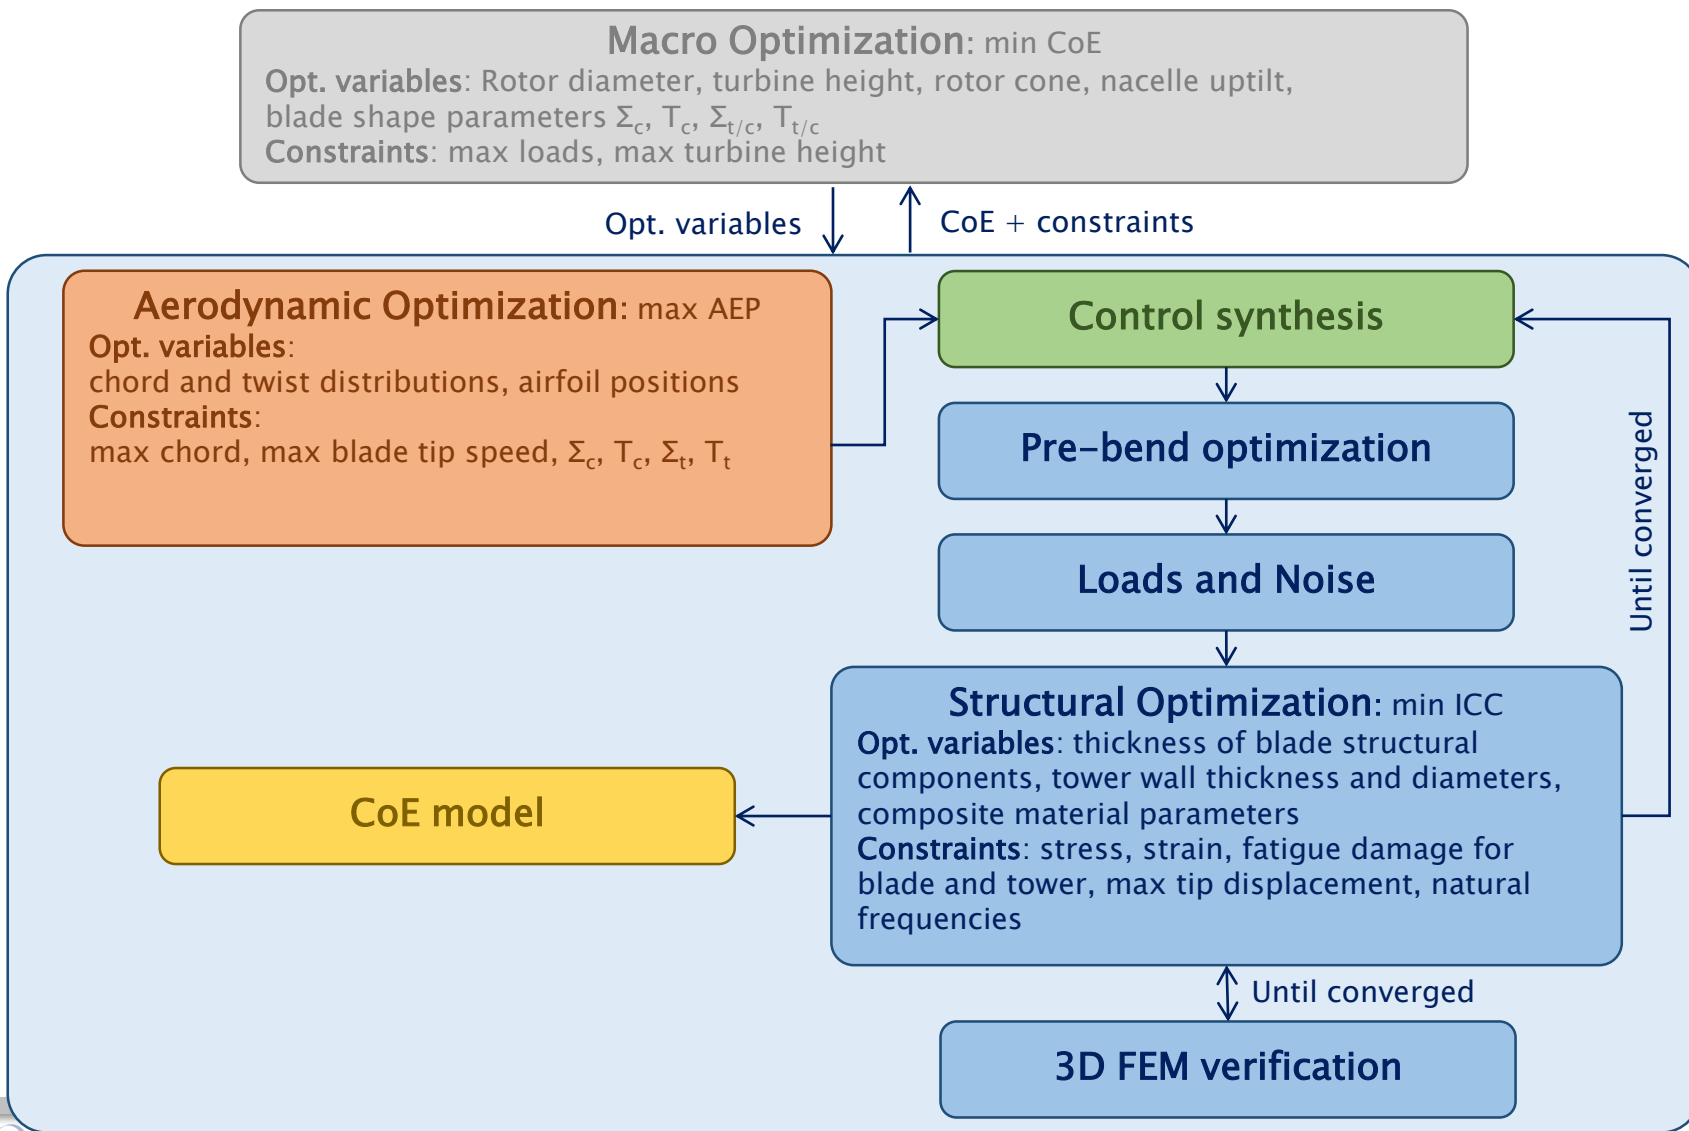 Macro Optimization: min CoE
Opt. variables: Rotor diameter, turbine height, rotor cone, nacelle uptilt,
blade shape parameters Σc, Tc, Σt/c, Tt/c
Constraints: max loads, max turbine height
Opt. variables
CoE + constraints
Aerodynamic Optimization: max AEP
Opt. variables:
chord and twist distributions, airfoil positions
Constraints:
max chord, max blade tip speed, Σc, Tc, Σt, Tt
Control synthesis
Pre-bend optimization
Loads and Noise
Until converged
Structural Optimization: min ICC
Opt. variables: thickness of blade structural
components, tower wall thickness and diameters,
composite material parameters
Constraints: stress, strain, fatigue damage for
blade and tower, max tip displacement, natural
frequencies
CoE model
Until converged
3D FEM verification